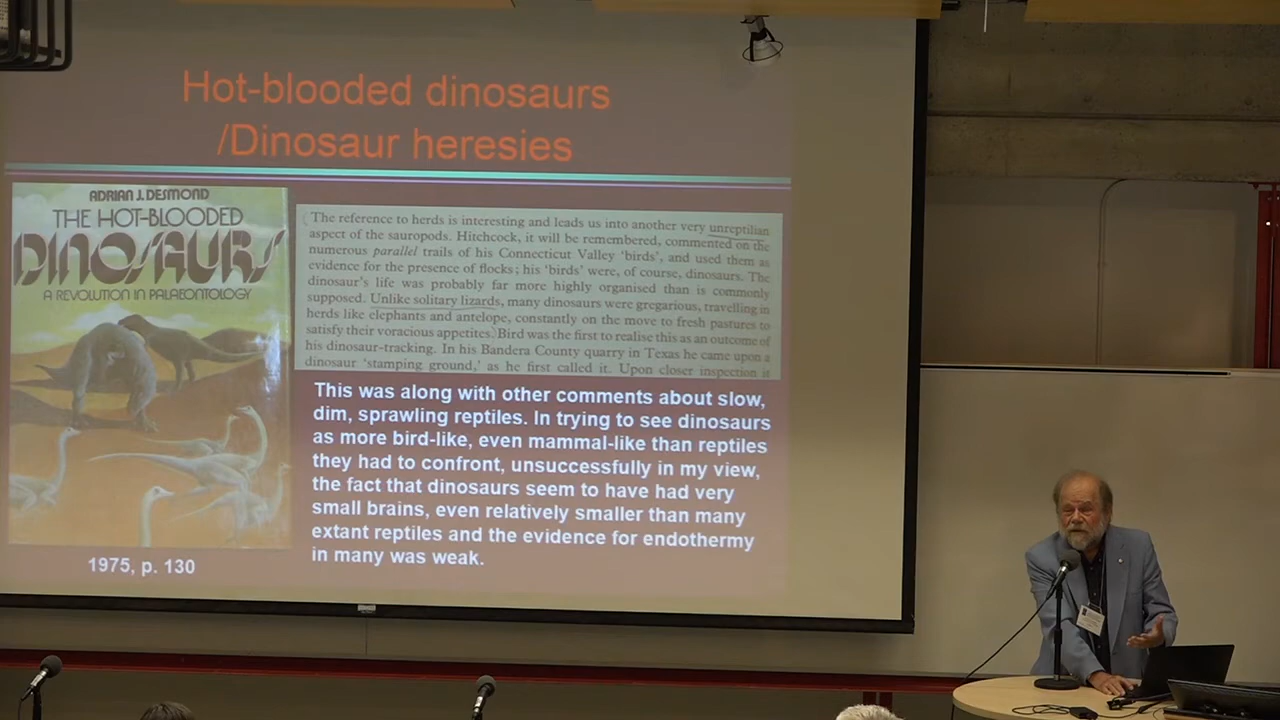 Hot-blooded dinosaurs
/Dinosaur heresies
ADRIAN J. DESMOND
THE HOT-BLOODED
DINOSAURS
A REVOLUTION IN PALAEONTOLOGY
1975, p. 130
The reference to herds is interesting and leads us into another very unreptilian
aspect of the sauropods. Hitchcock, it will be remembered, commented on the
numerous parallel trails of his Connecticut Valley ‘birds’, and used them as
evidence for the presence of flocks; his ‘birds’ were, of course, dinosaurs. The
dinosaur’s life was probably far more highly organised than is commonly
supposed. Unlike solitary lizards, many dinosaurs were gregarious, travelling in
herds like elephants and antelope, constantly on the move to fresh pastures to
satisfy their voracious appetites. Bird was the first to realise this as an outcome of
his dinosaur-tracking. In his Bandera County quarry in Texas he came upon a
dinosaur ‘stamping ground,’ as he first called it. Upon closer inspection it
This was along with other comments about slow,
dim, sprawling reptiles. In trying to see dinosaurs
as more bird-like, even mammal-like than reptiles
they had to confront, unsuccessfully in my view,
the fact that dinosaurs seem to have had very
small brains, even relatively smaller than many
extant reptiles and the evidence for endothermy
in many was weak.